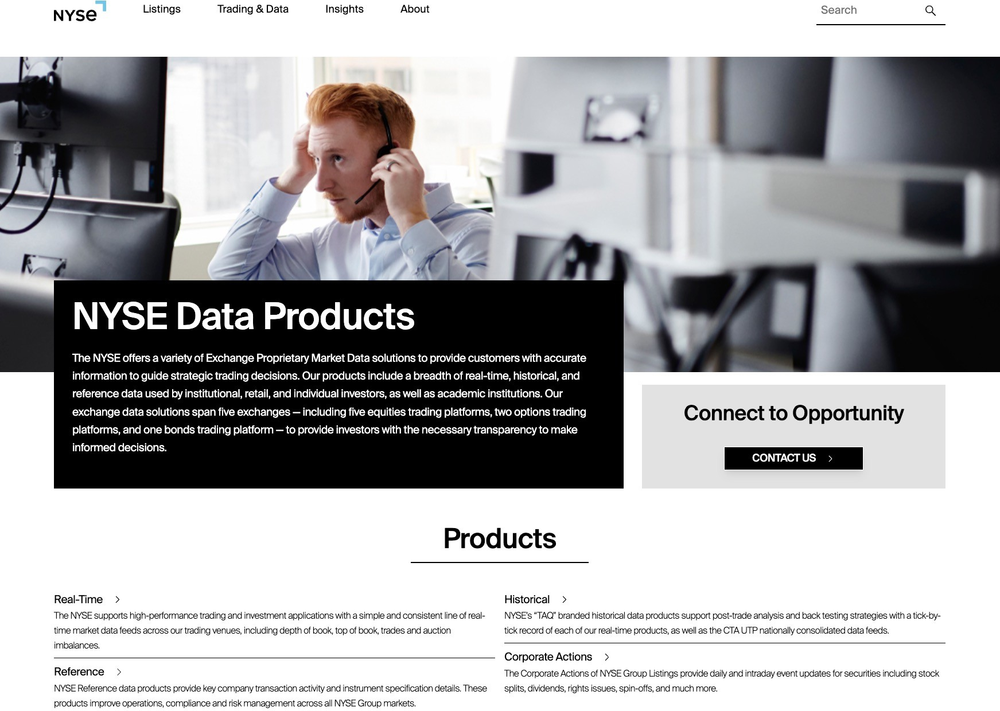 NYSE
Listings
Trading & Data
Insights
About
Search
NYSE Data Products
The NYSE offers a variety of Exchange Proprietary Market Data solutions to provide customers with accurate
information to guide strategic trading decisions. Our products include a breadth of real-time, historical, and
reference data used by institutional, retail, and individual investors, as well as academic institutions. Our
exchange data solutions span five exchanges — including five equities trading platforms, two options trading
platforms, and one bonds trading platform — to provide investors with the necessary transparency to make
informed decisions.
Connect to Opportunity
CONTACT US
Products
Real-Time
The NYSE supports high-performance trading and investment applications with a simple and consistent line of real-
time market data feeds across our trading venues, including depth of book, top of book, trades and auction
imbalances.
Reference
NYSE Reference data products provide key company transaction activity and instrument specification details. These
products improve operations, compliance and risk management across all NYSE Group markets.
Historical
NYSE’s “TAQ” branded historical data products support post-trade analysis and back testing strategies with a tick-by-
tick record of each of our real-time products, as well as the CTA UTP nationally consolidated data feeds.
Corporate Actions
The Corporate Actions of NYSE Group Listings provide daily and intraday event updates for securities including stock
splits, dividends, rights issues, spin-offs, and much more.